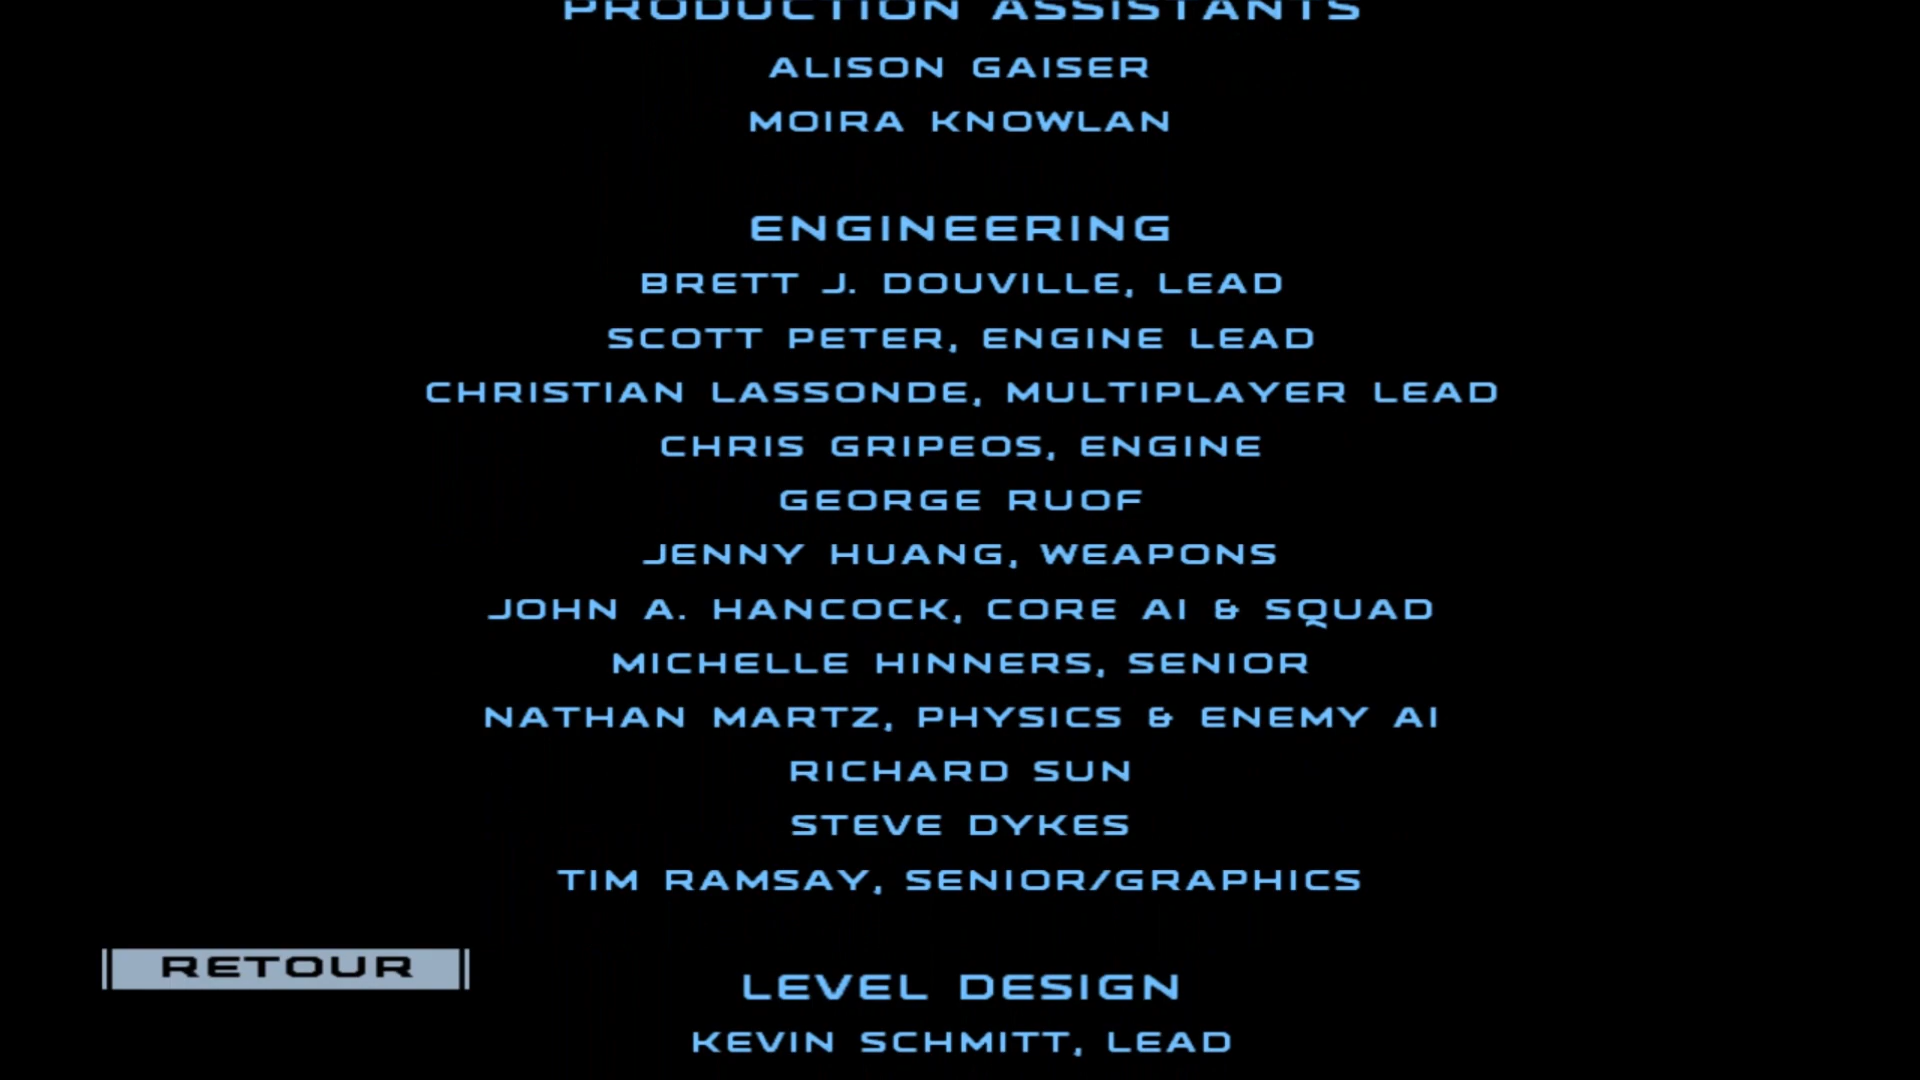 PRODUCTION ASSISTANTS
ALISON GAISER
MOIRA KNOWLAN
ENGINEERING
BRETT J. DOUVILLE, LEAD
SCOTT PETER, ENGINE LEAD
CHRISTIAN LASSONDE, MULTIPLAYER LEAD
CHRIS GRIPEOS, ENGINE
GEORGE RUOF
JENNY HUANG, WEAPONS
JOHN A. HANCOCK, CORE AI & SQUAD
MICHELLE HINNERS, SENIOR
NATHAN MARTZ, PHYSICS & ENEMY AI
RICHARD SUN
STEVE DYKES
TIM RAMSAY, SENIOR/GRAPHICS
RETOUR
LEVEL DESIGN
KEVIN SCHMITT, LEAD